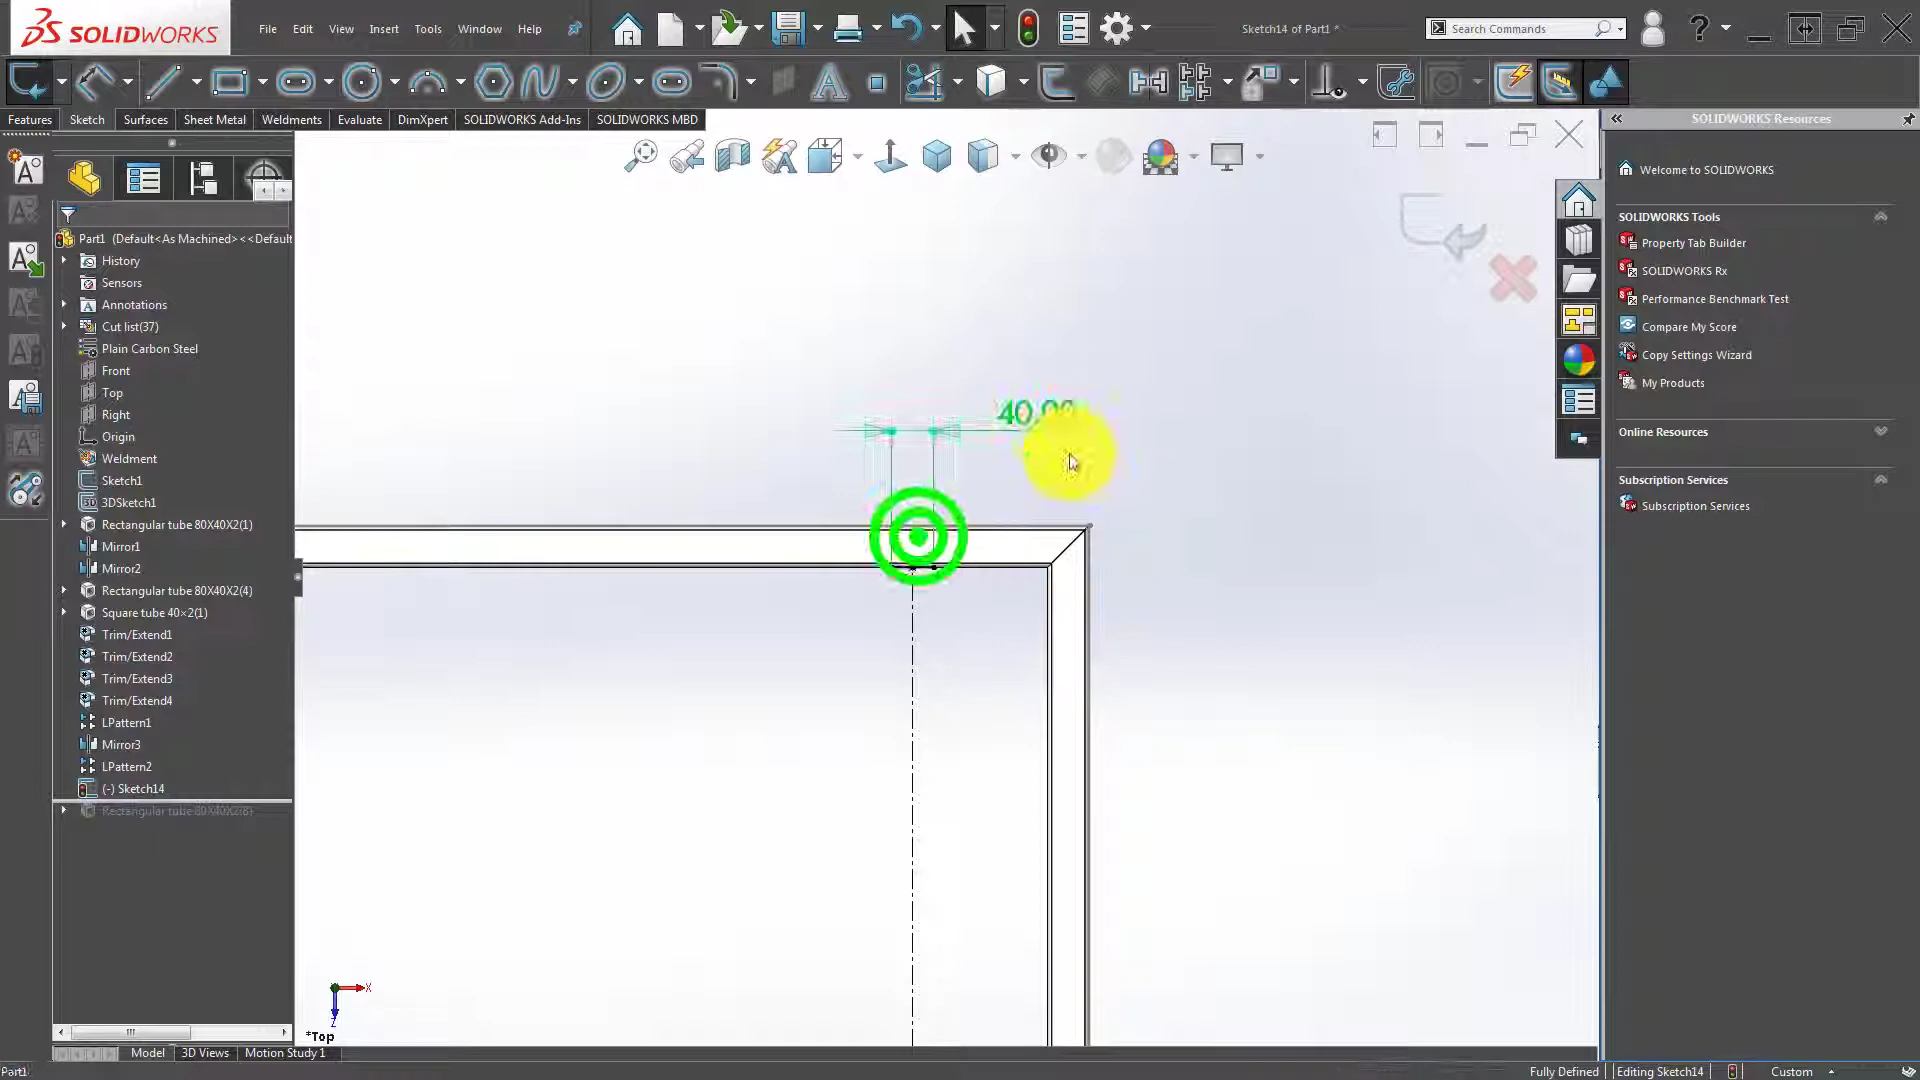 SOLIDWORKS
File Edit View Insert Tools Window Help
Sketch14 of Part1 *
Search Commands
Features Sketch Surfaces Sheet Metal Weldments Evaluate DimXpert SOLIDWORKS Add-Ins SOLIDWORKS MBD
SOLIDWORKS Resources
Welcome to SOLIDWORKS
SOLIDWORKS Tools
Property Tab Builder
SOLIDWORKS Rx
Performance Benchmark Test
Compare My Score
Copy Settings Wizard
My Products
Online Resources
Subscription Services
Subscription Services
Part1 (Default<As Machined><<Default
History
Sensors
Annotations
Cut list(37)
Plain Carbon Steel
Front
Top
Right
Origin
Weldment
Sketch1
3DSketch1
Rectangular tube 80X40X2(1)
Mirror1
Mirror2
Rectangular tube 80X40X2(4)
Square tube 40×2(1)
Trim/Extend1
Trim/Extend2
Trim/Extend3
Trim/Extend4
LPattern1
Mirror3
LPattern2
(-) Sketch14
Rectangular tube 80X40X2(8)
X
Z
*Top
Model 3D Views Motion Study 1
Part1
Fully Defined Editing Sketch14 Custom